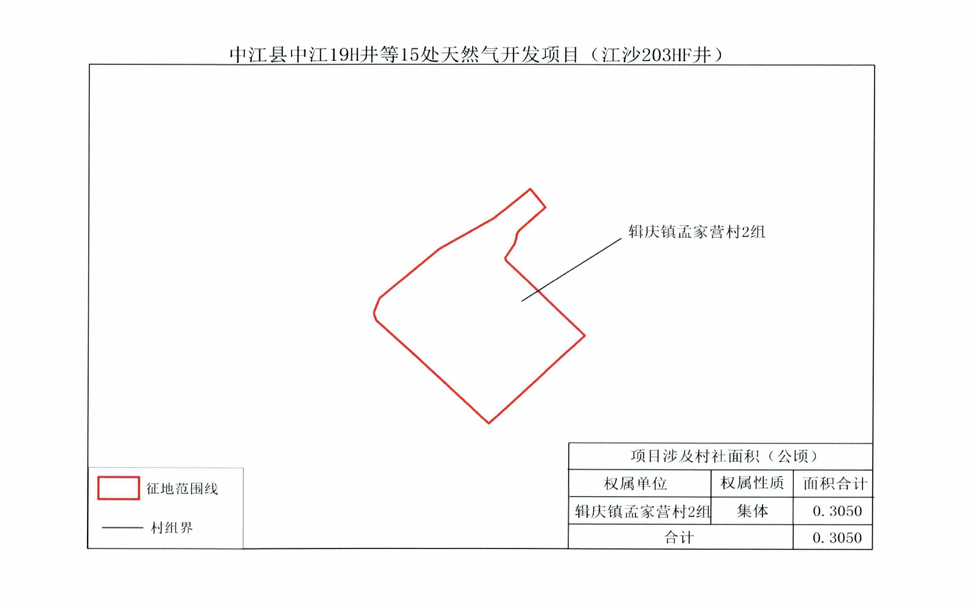 中江县中江19H井等15处天然气开发项目（江沙203HF井）
辑庆镇孟家营村2组
征地范围线
村组界
项目涉及村社面积（公顷）
权属单位 权属性质 面积合计
辑庆镇孟家营村2组 集体 0.3050
合计 0.3050